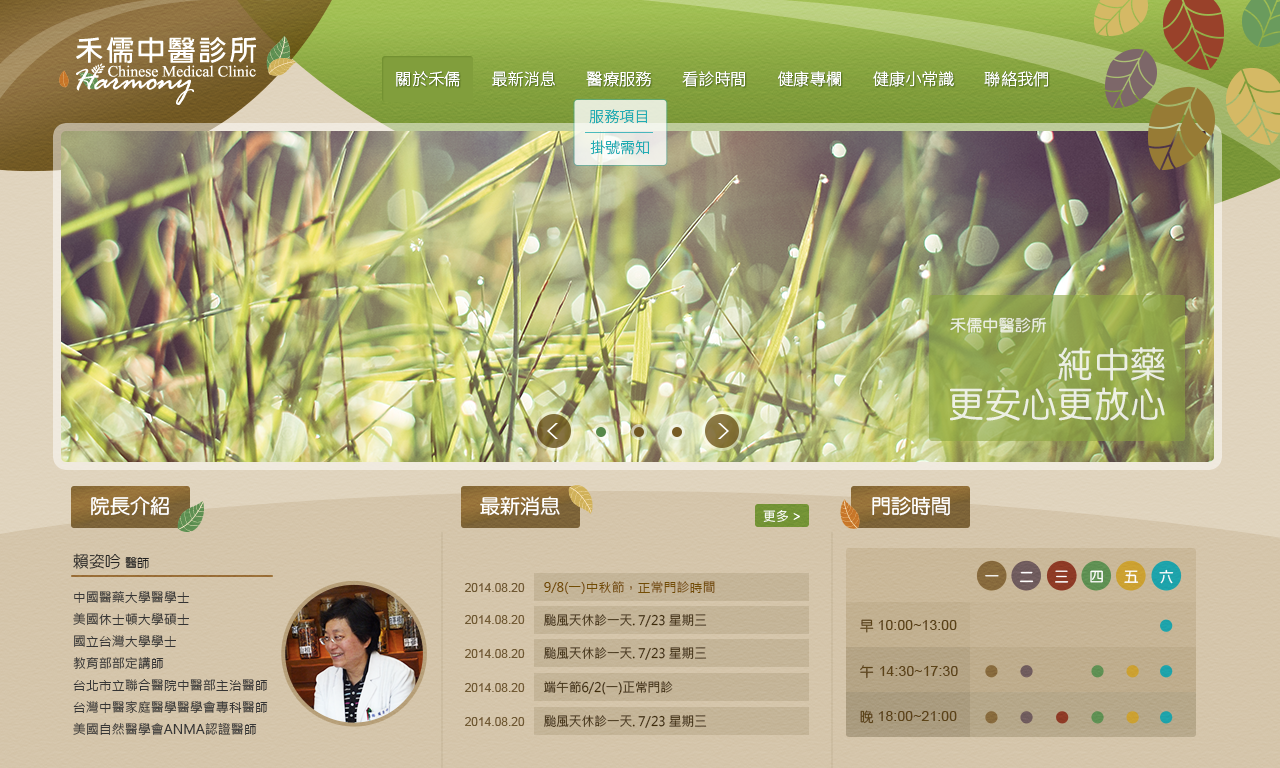 禾儒中醫診所
Chinese Medical Clinic
Harmony
關於禾儒 最新消息 醫療服務 看診時間 健康專欄 健康小常識 聯絡我們
服務項目
掛號需知
禾儒中醫診所
純中藥
更安心更放心
院長介紹
賴姿吟 醫師
中國醫藥大學醫學士
美國休士頓大學碩士
國立台灣大學學士
教育部部定講師
台北市立聯合醫院中醫部主治醫師
台灣中醫家庭醫學醫學會專科醫師
美國自然醫學會ANMA認證醫師
最新消息
更多 >
2014.08.20 9/8(一)中秋節，正常門診時間
2014.08.20 颱風天休診一天. 7/23 星期三
2014.08.20 颱風天休診一天. 7/23 星期三
2014.08.20 端午節6/2(一)正常門診
2014.08.20 颱風天休診一天. 7/23 星期三
門診時間
一 二 三 四 五 六
早 10:00~13:00
午 14:30~17:30
晚 18:00~21:00